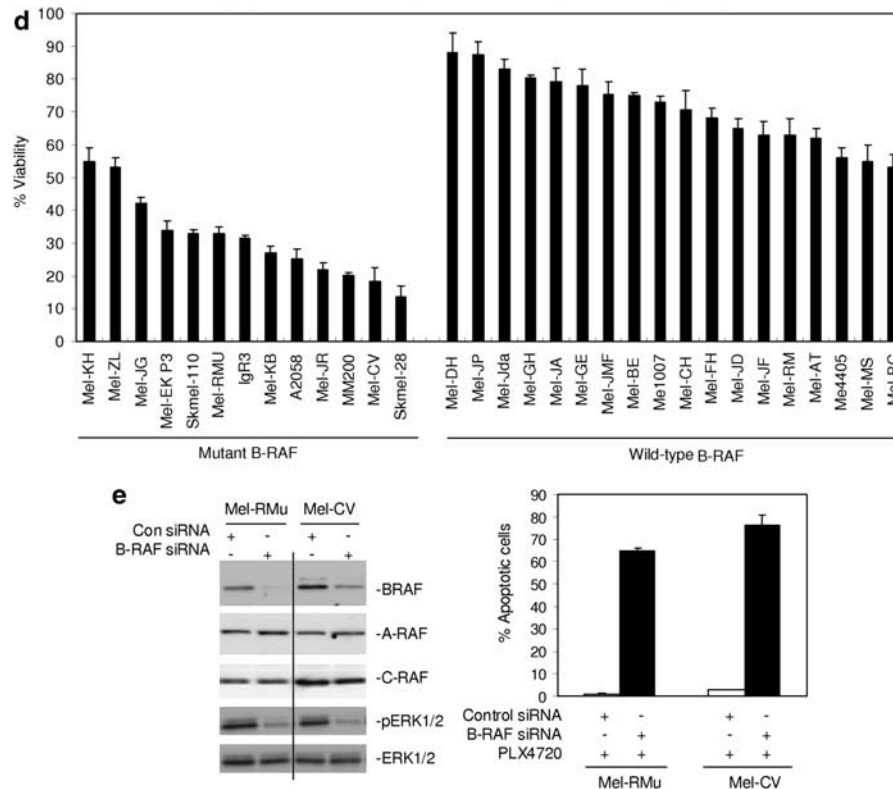 d
% Viability
100
90
80
70
60
50
40
30
20
10
0
Mel-KH
Mel-ZL
Mel-JG
Mel-EK P3
Skmel-110
Mel-RMU
IgR3
Mel-KB
A2058
Mel-JR
MM200
Mel-CV
Skmel-28
Mel-DH
Mel-JP
Mel-Jda
Mel-GH
Mel-JA
Mel-GE
Mel-JMF
Mel-BE
Me1007
Mel-CH
Mel-FH
Mel-JD
Mel-JF
Mel-RM
Mel-AT
Me4405
Mel-MS
Mutant B-RAF
Wild-type B-RAF
e
Mel-RMu Mel-CV
Con siRNA + - + -
B-RAF siRNA - + - +
-BRAF
-A-RAF
-C-RAF
-pERK1/2
-ERK1/2
% Apoptotic cells
90
80
70
60
50
40
30
20
10
0
Control siRNA + - + -
B-RAF siRNA - + - +
PLX4720 + + + +
Mel-RMu Mel-CV